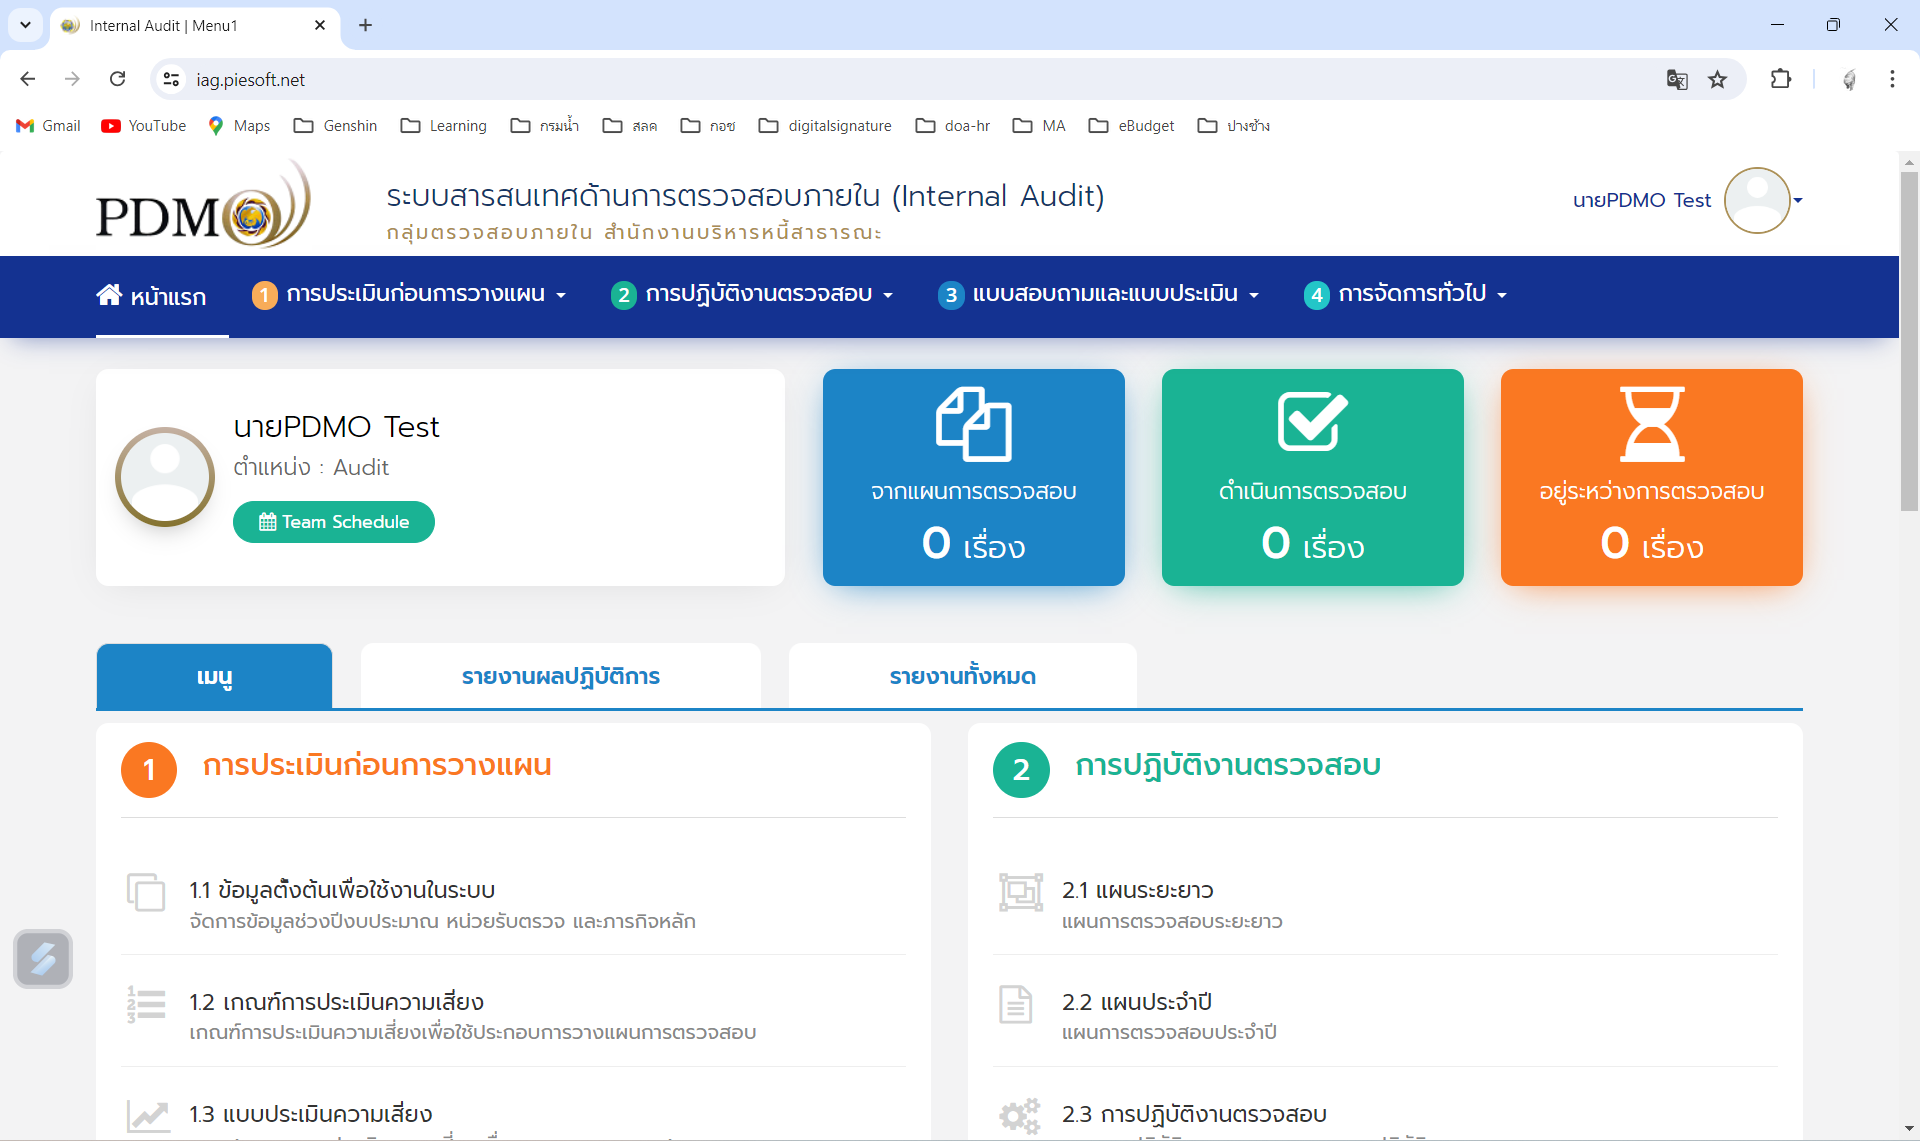 Internal Audit | Menu1
iag.piesoft.net
Gmail YouTube Maps Genshin Learning กรมน้ำ สลค กอช digitalsignature doa-hr MA eBudget ปางช้าง
PDMO
ระบบสารสนเทศด้านการตรวจสอบภายใน (Internal Audit)
กลุ่มตรวจสอบภายใน สำนักงานบริหารหนี้สาธารณะ
นายPDMO Test
หน้าแรก 1 การประเมินก่อนการวางแผน 2 การปฏิบัติงานตรวจสอบ 3 แบบสอบถามและแบบประเมิน 4 การจัดการทั่วไป
นายPDMO Test
ตำแหน่ง : Audit
Team Schedule
จากแผนการตรวจสอบ
0 เรื่อง
ดำเนินการตรวจสอบ
0 เรื่อง
อยู่ระหว่างการตรวจสอบ
0 เรื่อง
เมนู รายงานผลปฏิบัติการ รายงานทั้งหมด
1 การประเมินก่อนการวางแผน
1.1 ข้อมูลตั้งต้นเพื่อใช้งานในระบบ
จัดการข้อมูลช่วงปีงบประมาณ หน่วยรับตรวจ และภารกิจหลัก
1.2 เกณฑ์การประเมินความเสี่ยง
เกณฑ์การประเมินความเสี่ยงเพื่อใช้ประกอบการวางแผนการตรวจสอบ
1.3 แบบประเมินความเสี่ยง
2 การปฏิบัติงานตรวจสอบ
2.1 แผนระยะยาว
แผนการตรวจสอบระยะยาว
2.2 แผนประจำปี
แผนการตรวจสอบประจำปี
2.3 การปฏิบัติงานตรวจสอบ